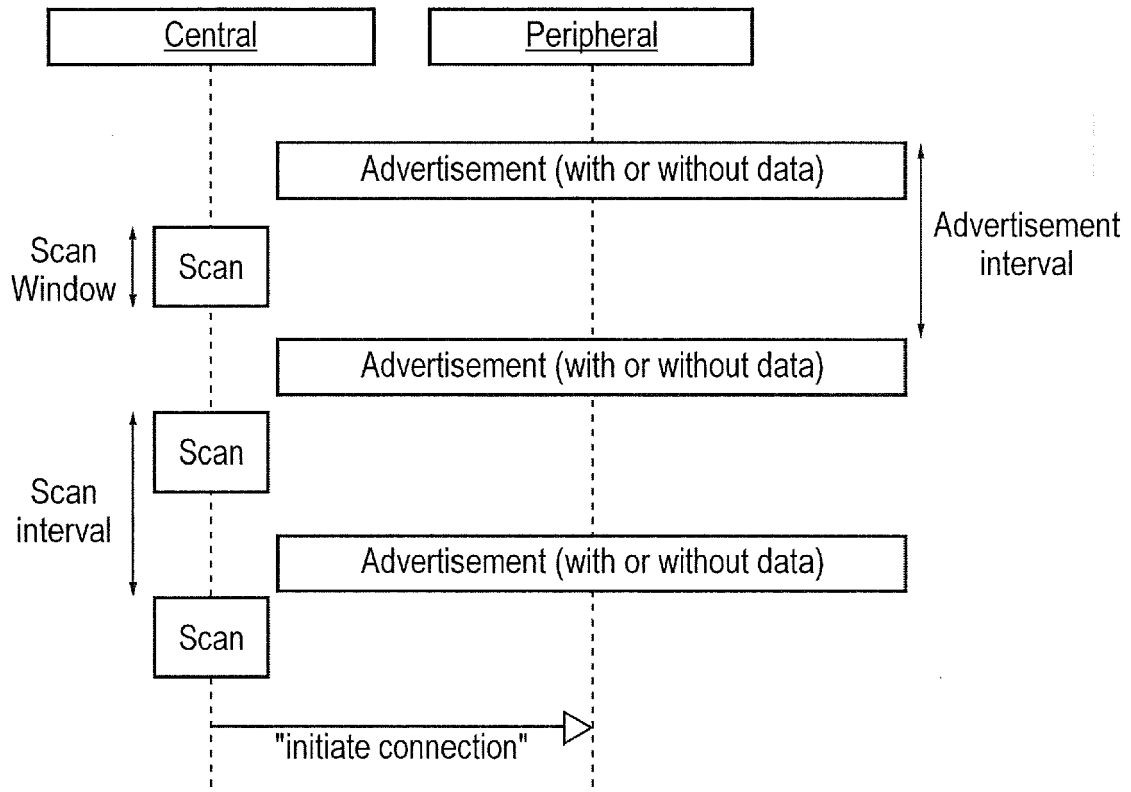 Central
Peripheral
Advertisement (with or without data)
Advertisement
interval
Scan
Window
Scan
Advertisement (with or without data)
Scan
Scan
interval
Advertisement (with or without data)
Scan
"initiate connection"